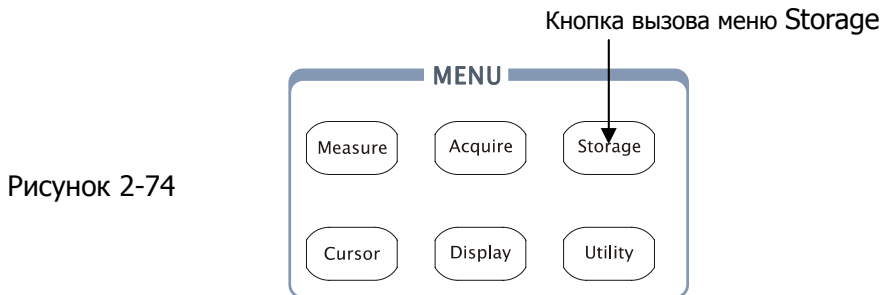 Кнопка вызова меню Storage
MENU
Measure Acquire Storage
Рисунок 2-74
Cursor Display Utility